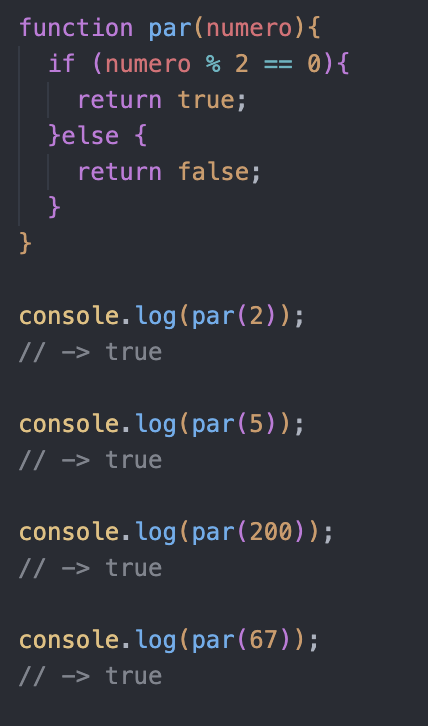 function par(numero){
  if (numero % 2 == 0){
    return true;
  }else {
    return false;
  }
}

console.log(par(2));
// -> true

console.log(par(5));
// -> true

console.log(par(200));
// -> true

console.log(par(67));
// -> true